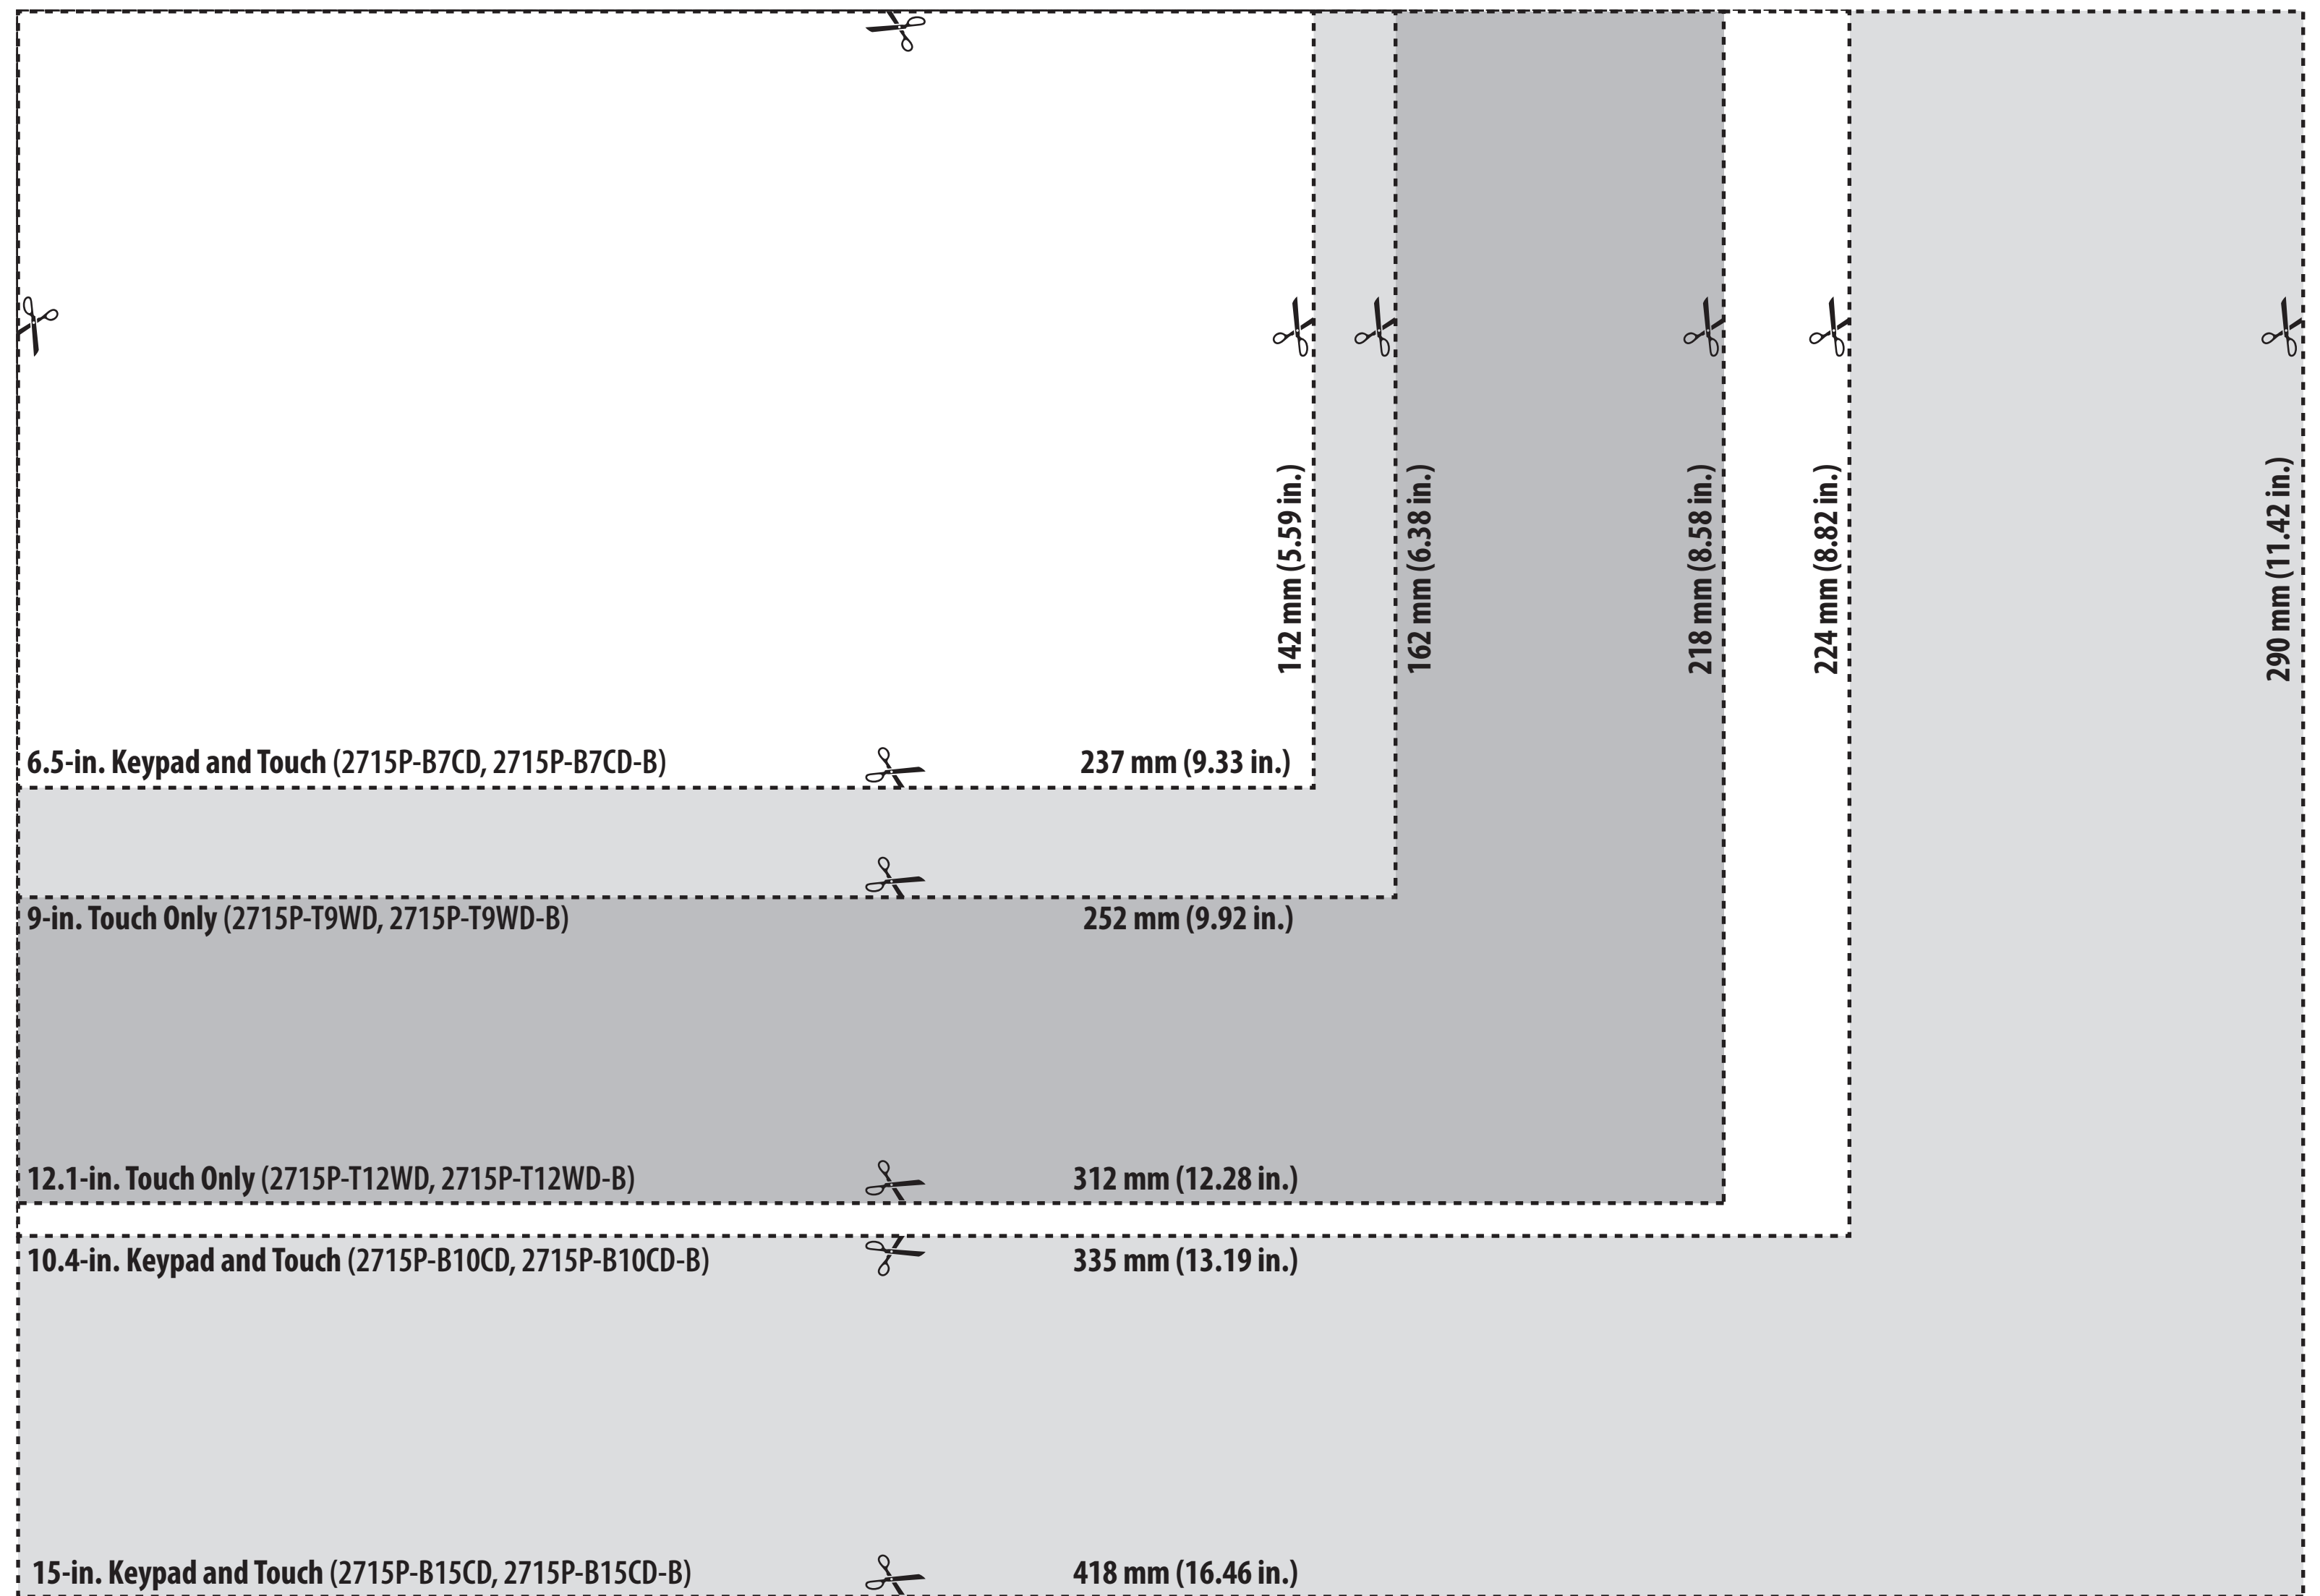 142 mm (5.59 in.)
162 mm (6.38 in.)
218 mm (8.58 in.)
224 mm (8.82 in.)
290 mm (11.42 in.)
6.5-in. Keypad and Touch (2715P-B7CD, 2715P-B7CD-B) 237 mm (9.33 in.)
9-in. Touch Only (2715P-T9WD, 2715P-T9WD-B) 252 mm (9.92 in.)
12.1-in. Touch Only (2715P-T12WD, 2715P-T12WD-B) 312 mm (12.28 in.)
10.4-in. Keypad and Touch (2715P-B10CD, 2715P-B10CD-B) 335 mm (13.19 in.)
15-in. Keypad and Touch (2715P-B15CD, 2715P-B15CD-B) 418 mm (16.46 in.)